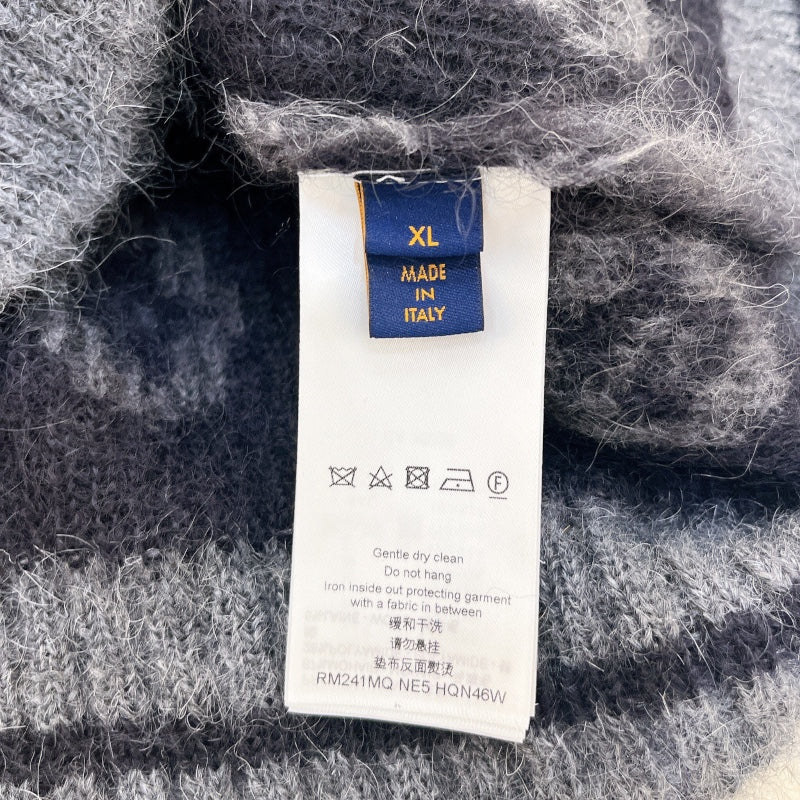 XL
MADE
IN
ITALY
F
Gentle dry clean
Do not hang
Iron inside out protecting garment
with a fabric in between
缓和干洗
请勿悬挂
垫布反面熨烫
RM241MQ NE5 HQN46W